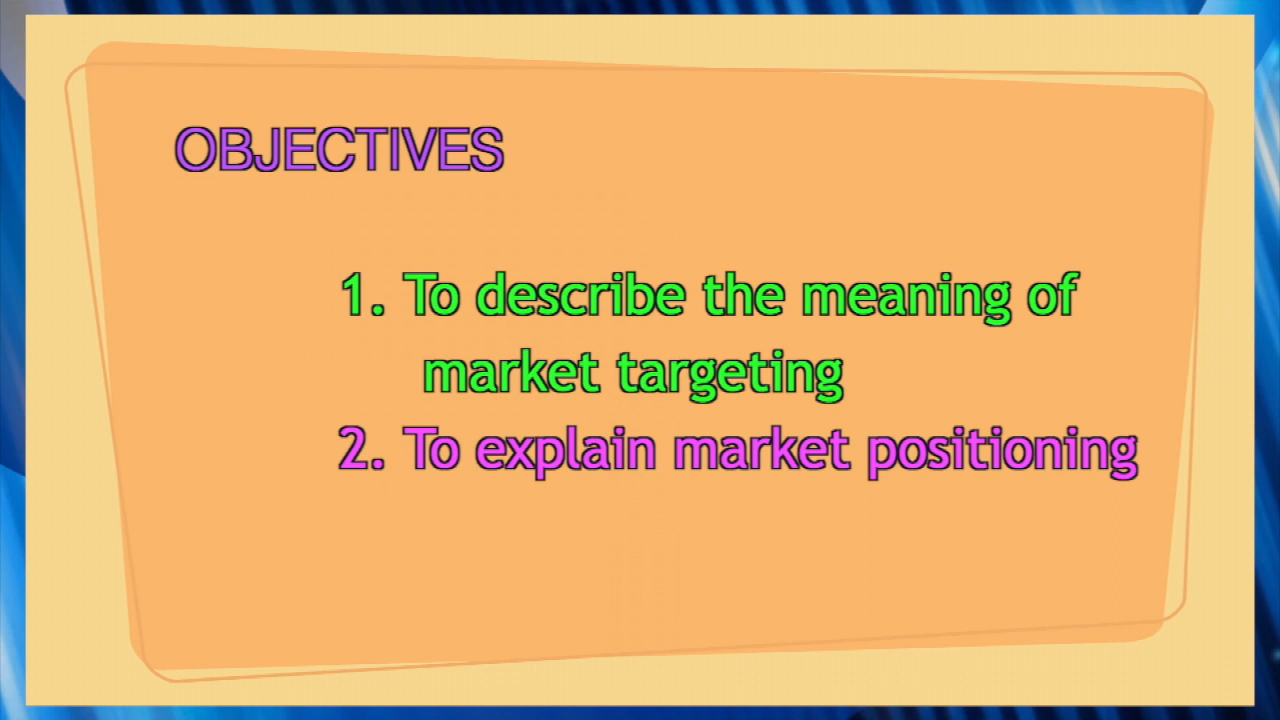 OBJECTIVES
1. To describe the meaning of
market targeting
2. To explain market positioning